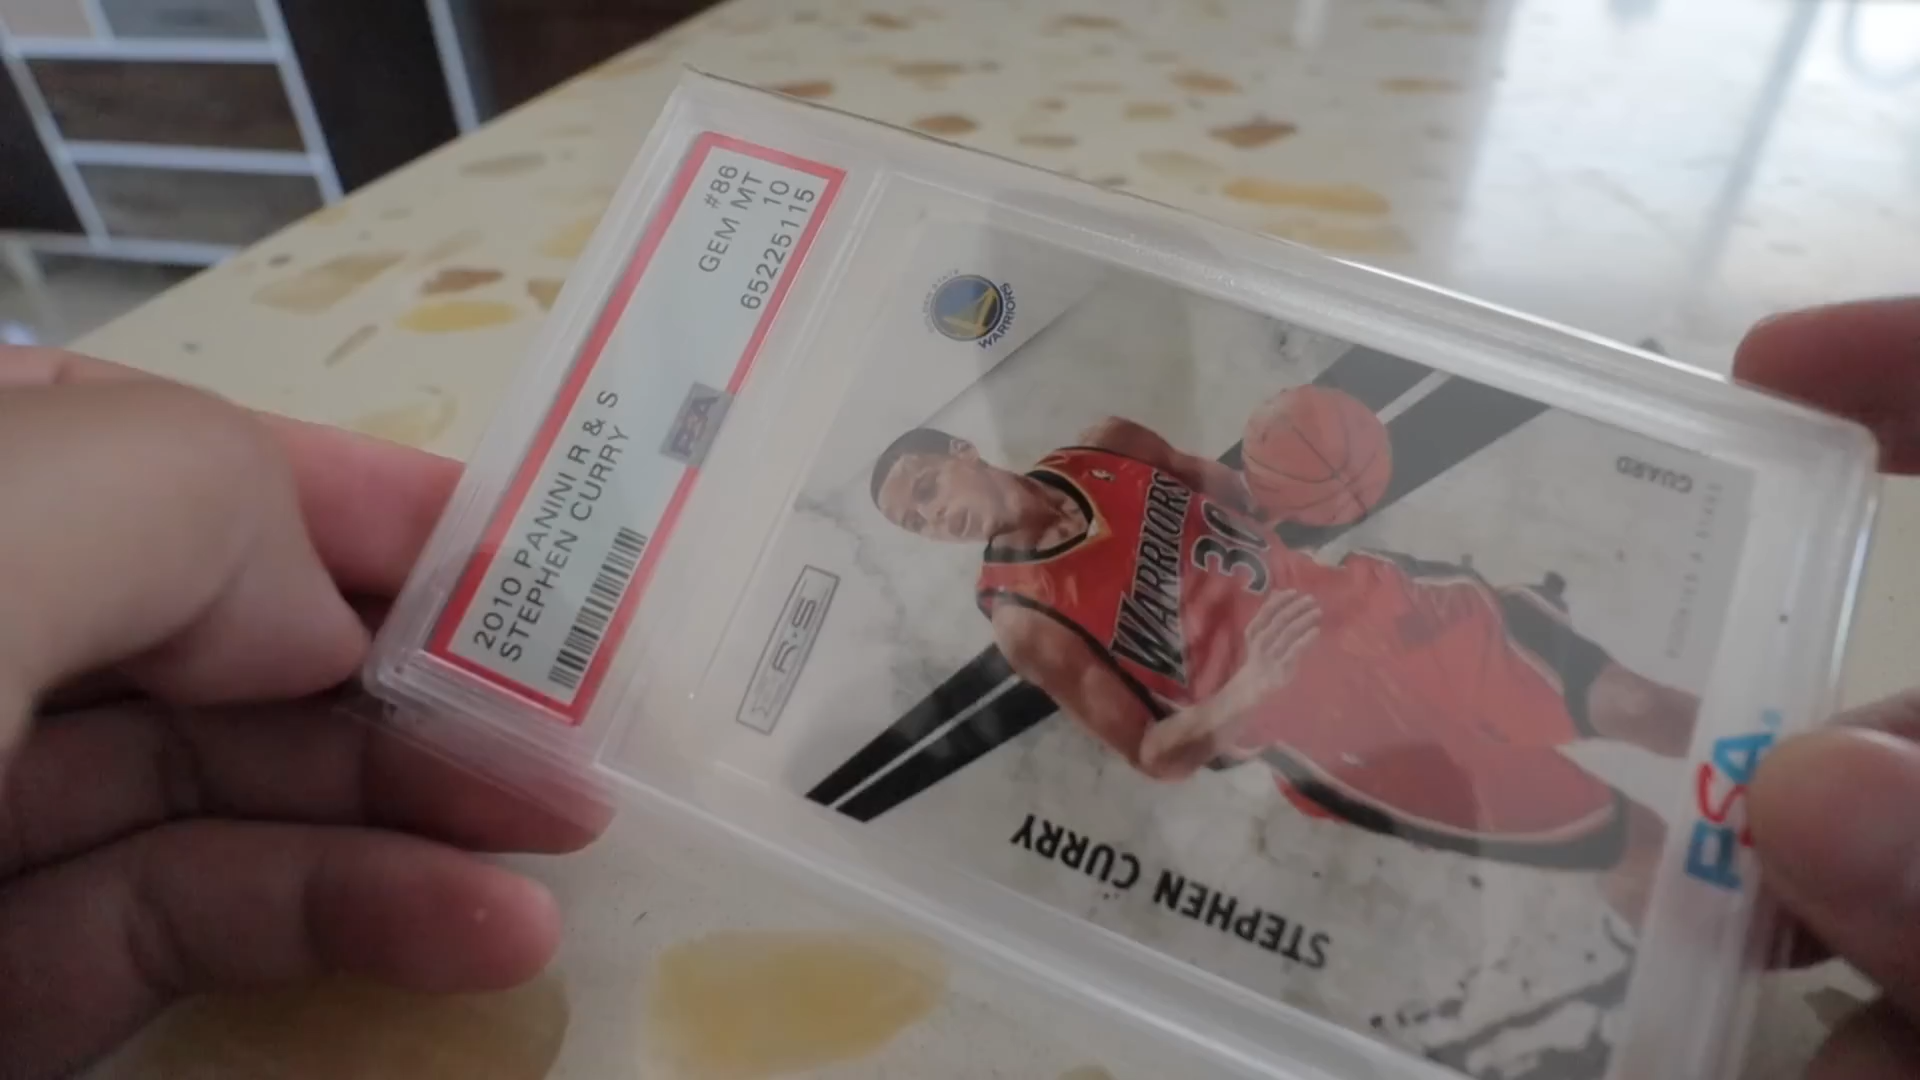 2010 PANINI R & S
#86
STEPHEN CURRY
GEM MT
10
65225115
PSA
R·S
WARRIORS
WARRIORS
30
STEPHEN CURRY
GUARD
PSA